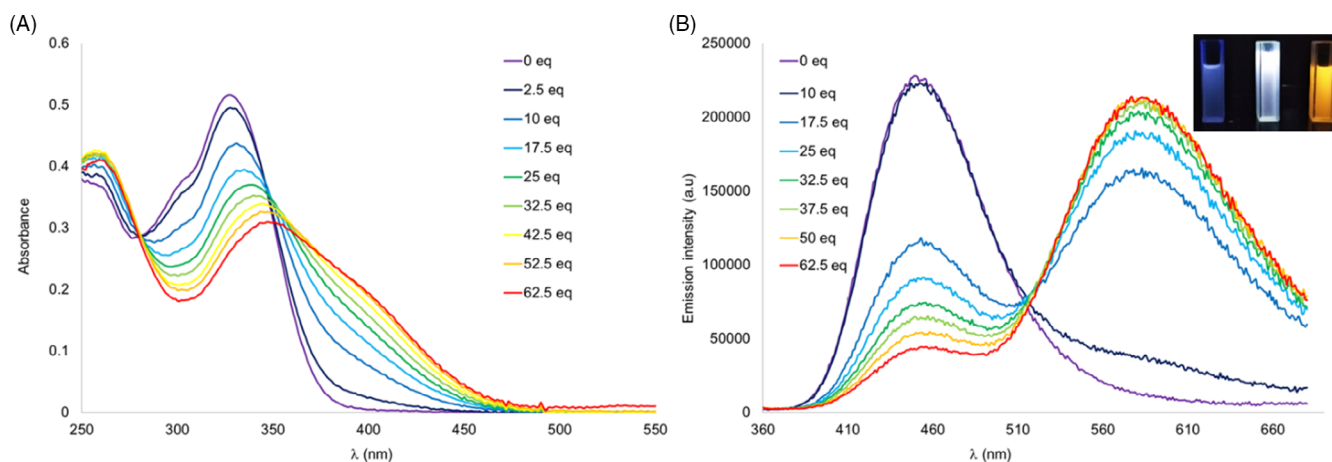 (A)
Absorbance
0.6
0.5
0.4
0.3
0.2
0.1
0
250
300
350
400
450
500
550
λ (nm)
0 eq
2.5 eq
10 eq
17.5 eq
25 eq
32.5 eq
42.5 eq
52.5 eq
62.5 eq
(B)
Emission intensity (a.u)
250000
200000
150000
100000
50000
0
360
410
460
510
560
610
660
λ (nm)
0 eq
10 eq
17.5 eq
25 eq
32.5 eq
37.5 eq
50 eq
62.5 eq